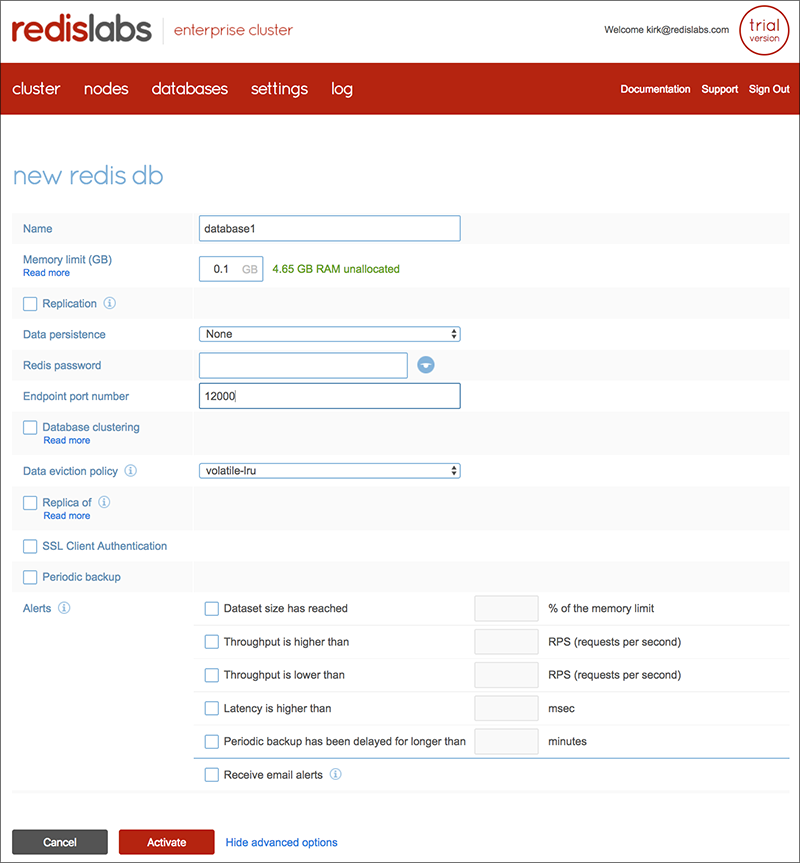 redislabs enterprise cluster
Welcome kirk@redislabs.com
trial
version
cluster nodes databases settings log
Documentation Support Sign Out
new redis db
Name database1
Memory limit (GB)
Read more
0.1 GB 4.65 GB RAM unallocated
Replication
Data persistence None
Redis password
Endpoint port number 12000
Database clustering
Read more
Data eviction policy volatile-lru
Replica of
Read more
SSL Client Authentication
Periodic backup
Alerts
Dataset size has reached % of the memory limit
Throughput is higher than RPS (requests per second)
Throughput is lower than RPS (requests per second)
Latency is higher than msec
Periodic backup has been delayed for longer than minutes
Receive email alerts
Cancel Activate Hide advanced options